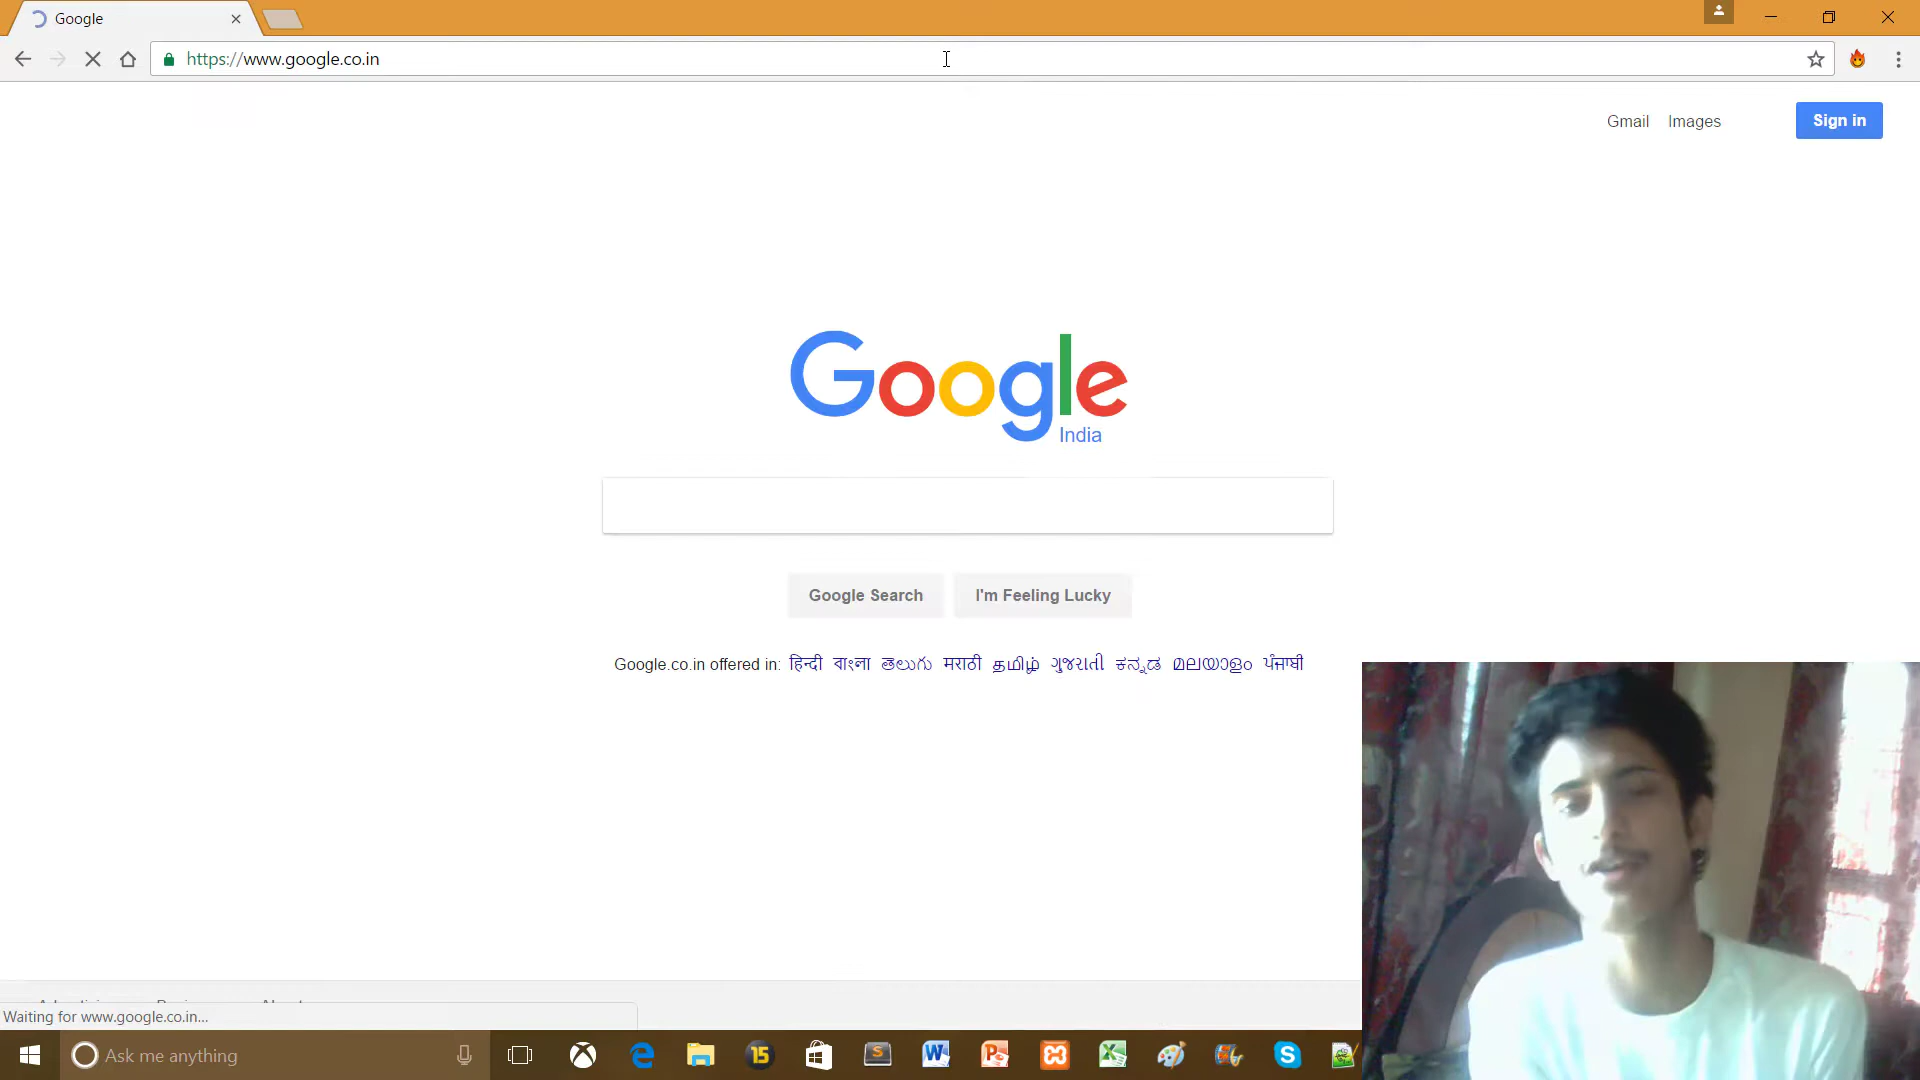 Google
https://www.google.co.in
Gmail Images Sign in
Google
India
Google Search I'm Feeling Lucky
Google.co.in offered in: हिन्दी বাংলা తెలుగు मराठी தமிழ் ગુજરાતી ಕನ್ನಡ മലയാളം ਪੰਜਾਬੀ
Waiting for www.google.co.in...
Ask me anything
15